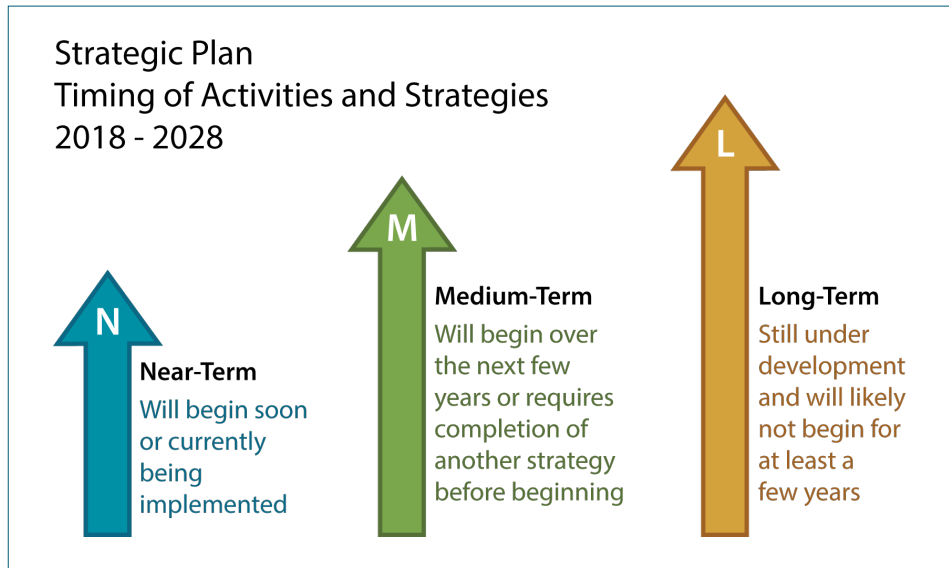 Strategic Plan
Timing of Activities and Strategies
2018 - 2028
N
Near-Term
Will begin soon
or currently
being
implemented
M
Medium-Term
Will begin over
the next few
years or requires
completion of
another strategy
before beginning
L
Long-Term
Still under
development
and will likely
not begin for
at least a
few years